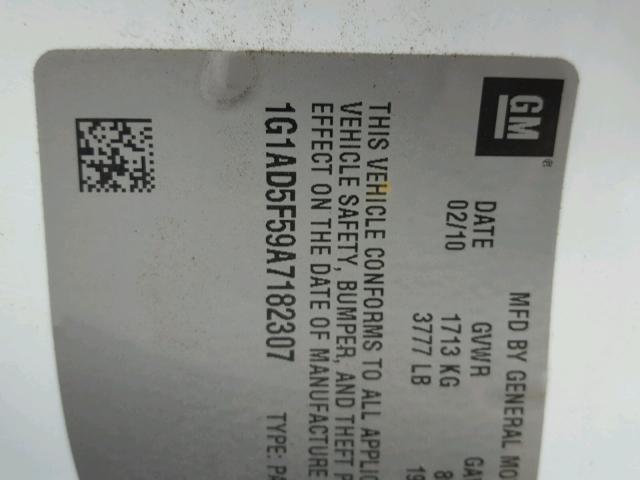 GM
®
MFD BY GENERAL MO
DATE GVWR GAW
02/10 1713 KG 8
3777 LB 19
THIS VEHICLE CONFORMS TO ALL APPLIC
VEHICLE SAFETY, BUMPER, AND THEFT P
EFFECT ON THE DATE OF MANUFACTURE
1G1AD5F59A7182307 TYPE: PA